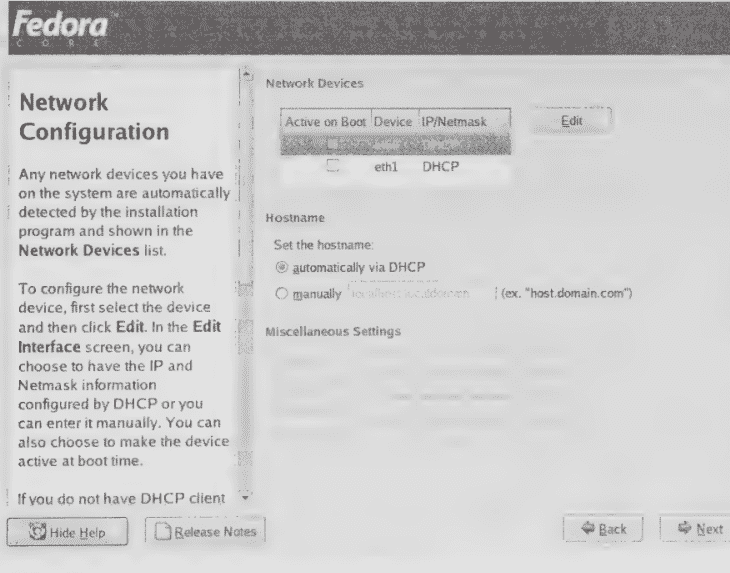 Fedora
CORE
Network
Configuration
Any network devices you have
on the system are automatically
detected by the installation
program and shown in the
Network Devices list.
To configure the network
device, first select the device
and then click Edit. In the Edit
Interface screen, you can
choose to have the IP and
Netmask information
configured by DHCP or you
can enter it manually. You can
also choose to make the device
active at boot time.
If you do not have DHCP client
Network Devices
Active on Boot Device IP/Netmask
Edit
eth1 DHCP
Hostname
Set the hostname:
automatically via DHCP
manually (ex. "host.domain.com")
Miscellaneous Settings
Hide Help
Release Notes
Back
Next